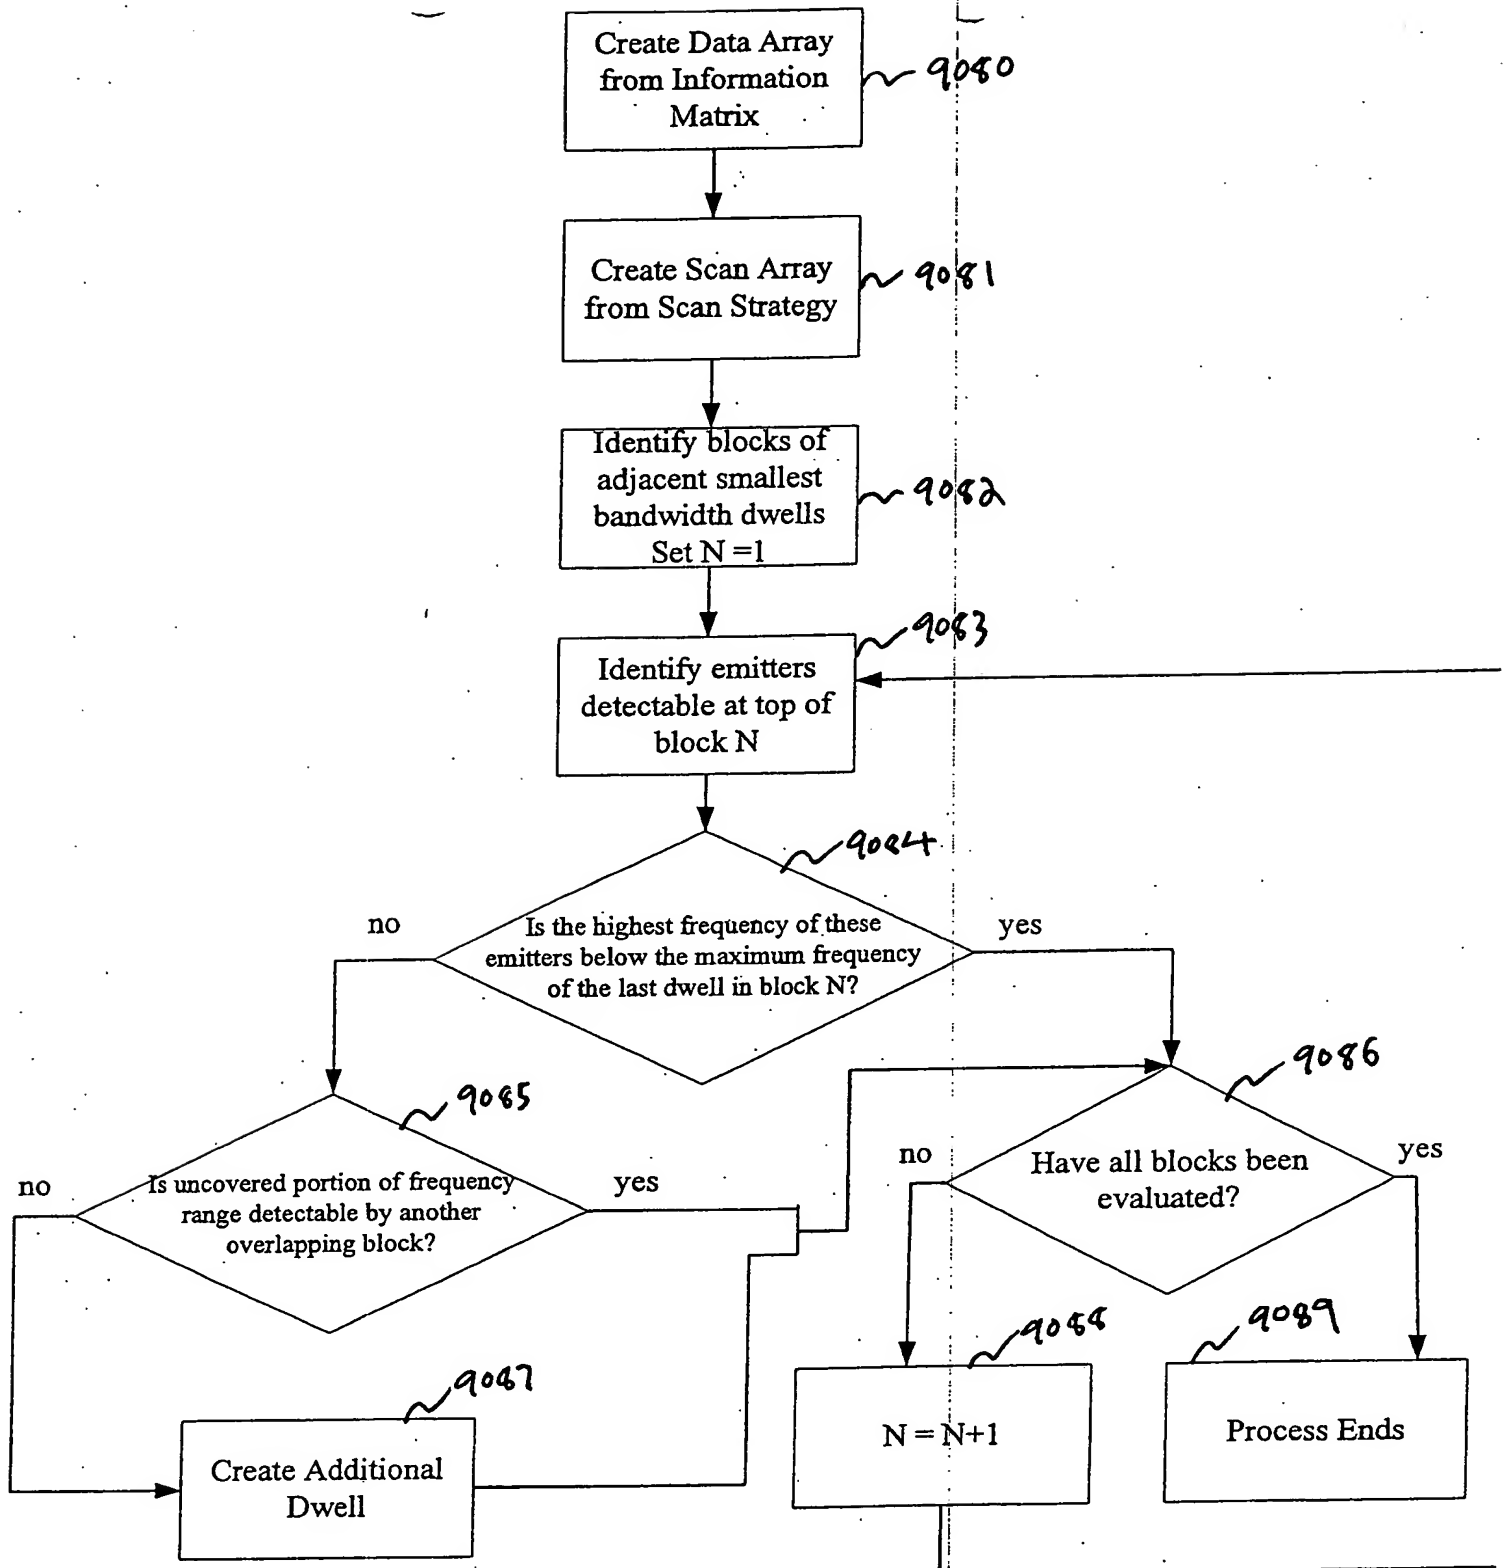 Create Data Array
from Information
Matrix
9080
Create Scan Array
from Scan Strategy
9081
Identify blocks of
adjacent smallest
bandwidth dwells
Set N =1
9082
9083
Identify emitters
detectable at top of
block N
9084
no
Is the highest frequency of these
emitters below the maximum frequency
of the last dwell in block N?
yes
9085
9086
no
Is uncovered portion of frequency
range detectable by another
overlapping block?
yes
no
Have all blocks been
evaluated?
yes
9087
Create Additional
Dwell
9088
N = N+1
9089
Process Ends